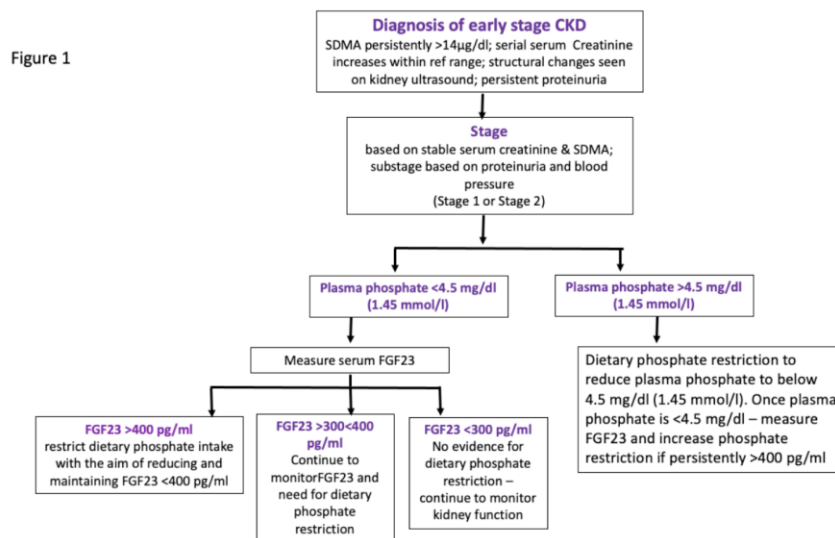 Figure 1
Diagnosis of early stage CKD
SDMA persistently >14µg/dl; serial serum Creatinine
increases within ref range; structural changes seen
on kidney ultrasound; persistent proteinuria
Stage
based on stable serum creatinine & SDMA;
substage based on proteinuria and blood
pressure
(Stage 1 or Stage 2)
Plasma phosphate <4.5 mg/dl
(1.45 mmol/l)
Plasma phosphate >4.5 mg/dl
(1.45 mmol/l)
Measure serum FGF23
Dietary phosphate restriction to
reduce plasma phosphate to below
4.5 mg/dl (1.45 mmol/l). Once plasma
phosphate is <4.5 mg/dl – measure
FGF23 and increase phosphate
restriction if persistently >400 pg/ml
FGF23 >400 pg/ml
restrict dietary phosphate intake
with the aim of reducing and
maintaining FGF23 <400 pg/ml
FGF23 >300<400
pg/ml
Continue to
monitorFGF23 and
need for dietary
phosphate
restriction
FGF23 <300 pg/ml
No evidence for
dietary phosphate
restriction –
continue to monitor
kidney function